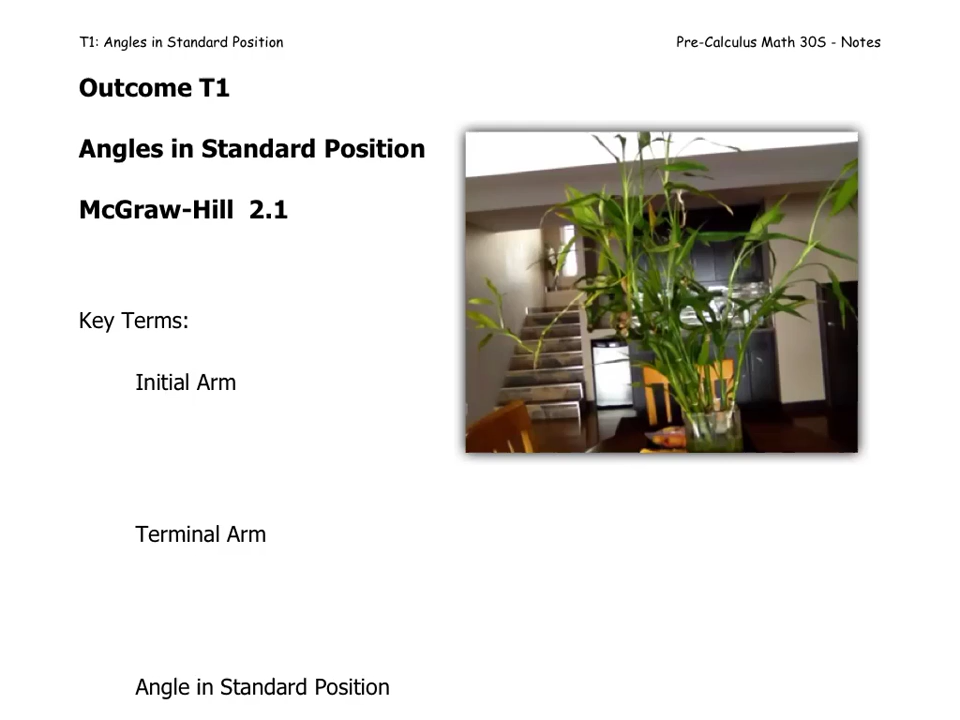 T1: Angles in Standard Position
Pre-Calculus Math 30S - Notes
Outcome T1
Angles in Standard Position
McGraw-Hill  2.1
Key Terms:
Initial Arm
Terminal Arm
Angle in Standard Position